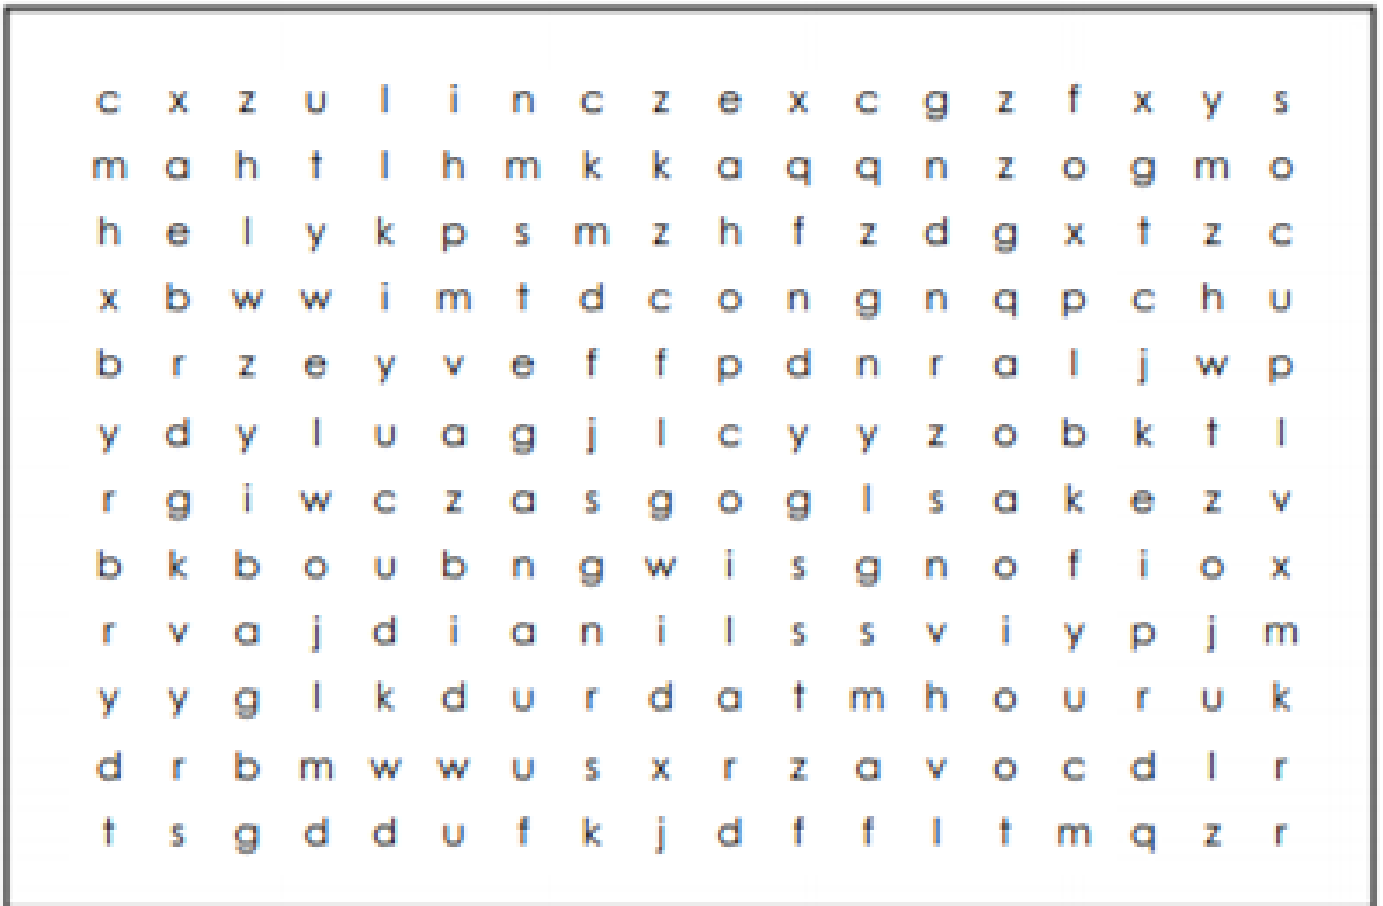 c x z u l i n c z e x c g z f x y s
m a h t l h m k k a q q n z o g m o
h e l y k p s m z h f z d g x t z c
x b w w i m t d c o n g n q p c h u
b r z e y v e f f p d n r a l j w p
y d y l u a g j l c y y z o b k t l
r g i w c z a s g o g l s a k e z v
b k b o u b n g w i s g n o f i o x
r v a j d i a n i l s s v i y p j m
y y g l k d u r d a t m h o u r u k
d r b m w w u s x r z a v o c d l r
t s g d d u f k j d f f l t m q z r